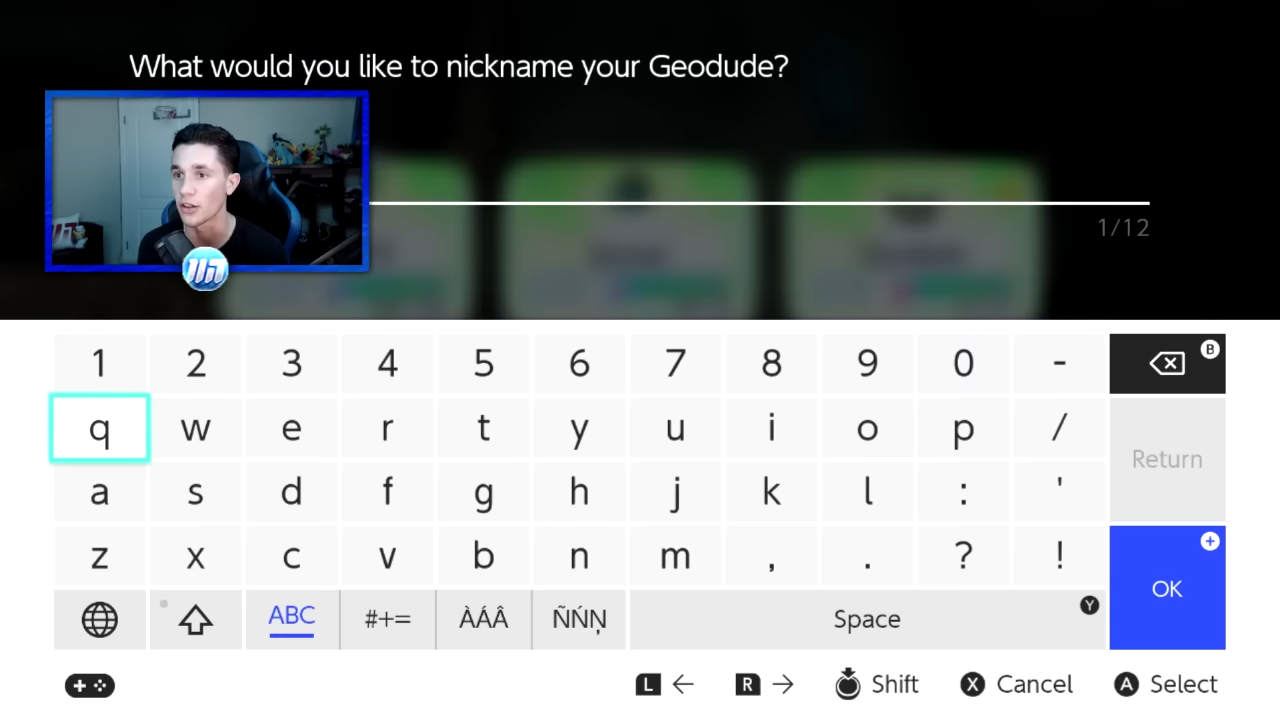 What would you like to nickname your Geodude?
1/12
1 2 3 4 5 6 7 8 9 0 - B
q w e r t y u i o p / Return
a s d f g h j k l : '
z x c v b n m , . ? ! + OK
ABC #+= ÀÁÂ ÑŃŅ Space Y
L ← R → Shift X Cancel A Select